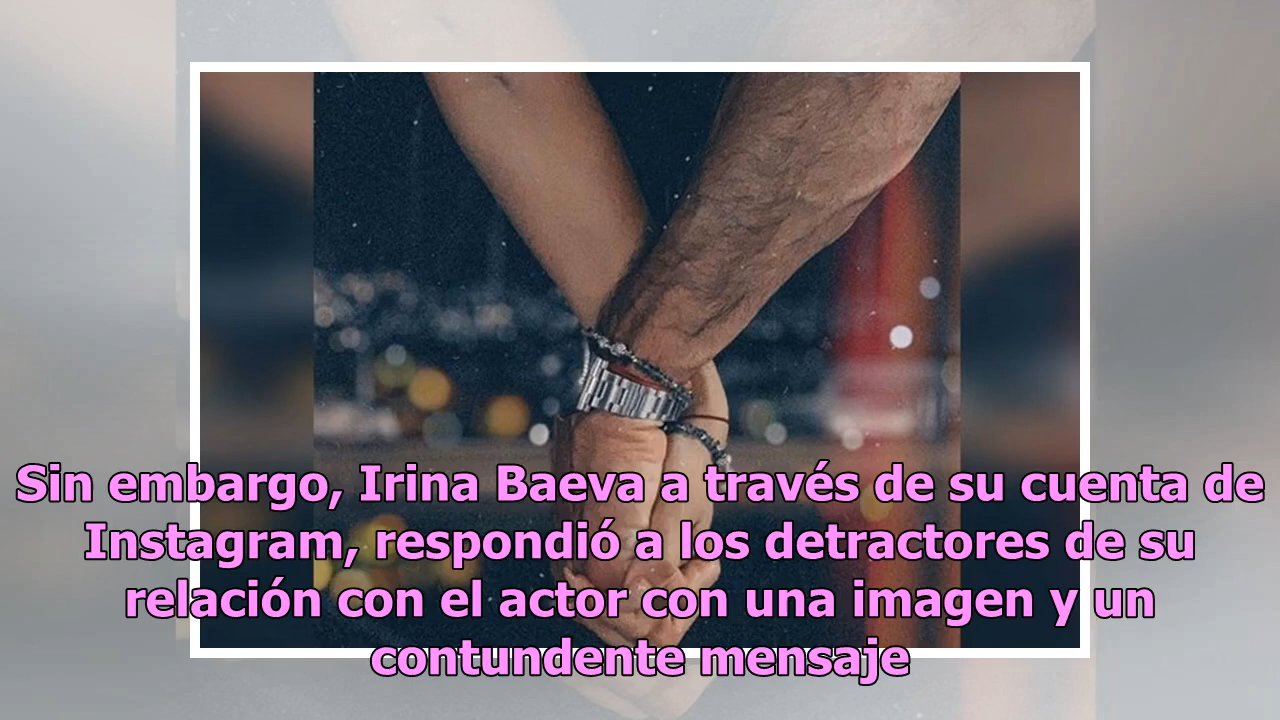 Sin embargo, Irina Baeva a través de su cuenta de
Instagram, respondió a los detractores de su
relación con el actor con una imagen y un
contundente mensaje